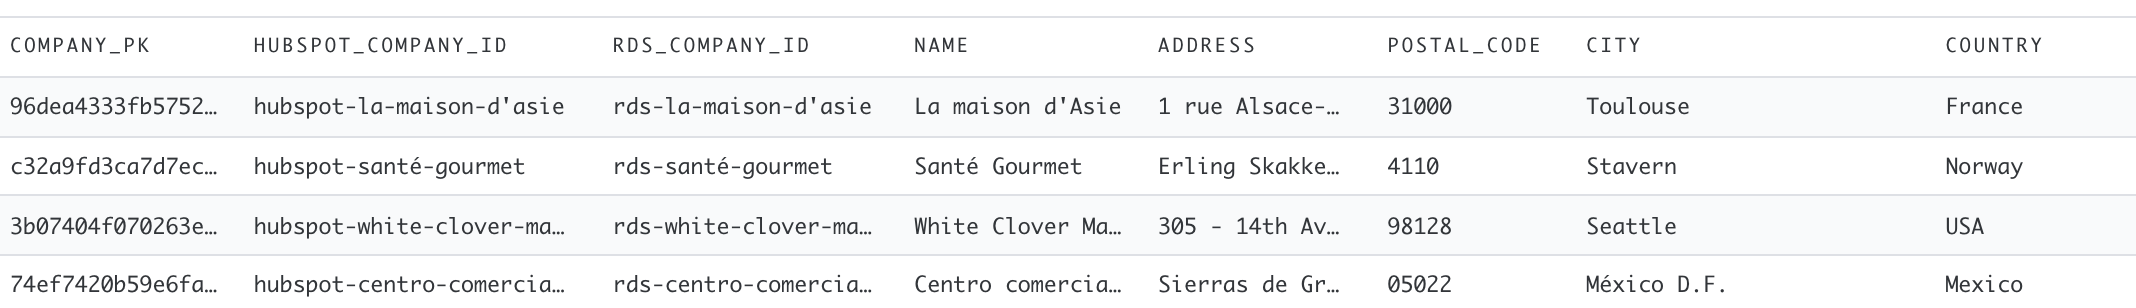 COMPANY_PK HUBSPOT_COMPANY_ID RDS_COMPANY_ID NAME ADDRESS POSTAL_CODE CITY COUNTRY
96dea4333fb5752… hubspot-la-maison-d'asie rds-la-maison-d'asie La maison d'Asie 1 rue Alsace-… 31000 Toulouse France
c32a9fd3ca7d7ec… hubspot-santé-gourmet rds-santé-gourmet Santé Gourmet Erling Skakke… 4110 Stavern Norway
3b07404f070263e… hubspot-white-clover-ma… rds-white-clover-ma… White Clover Ma… 305 - 14th Av… 98128 Seattle USA
74ef7420b59e6fa… hubspot-centro-comercia… rds-centro-comercia… Centro comercia… Sierras de Gr… 05022 México D.F. Mexico